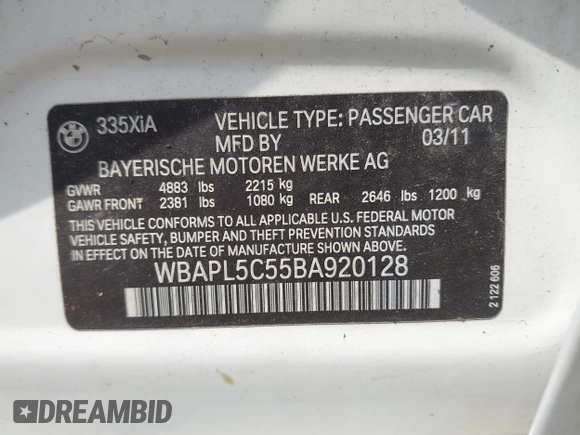 335XiA VEHICLE TYPE: PASSENGER CAR
MFD BY 03/11
BAYERISCHE MOTOREN WERKE AG
GVWR 4883 lbs 2215 kg
GAWR FRONT 2381 lbs 1080 kg REAR 2646 lbs 1200 kg
THIS VEHICLE CONFORMS TO ALL APPLICABLE U.S. FEDERAL MOTOR
VEHICLE SAFETY, BUMPER AND THEFT PREVENTION STANDARDS
IN EFFECT ON THE DATE OF MANUFACTURE SHOWN ABOVE.
WBAPL5C55BA920128
2 122 606
DREAMBID